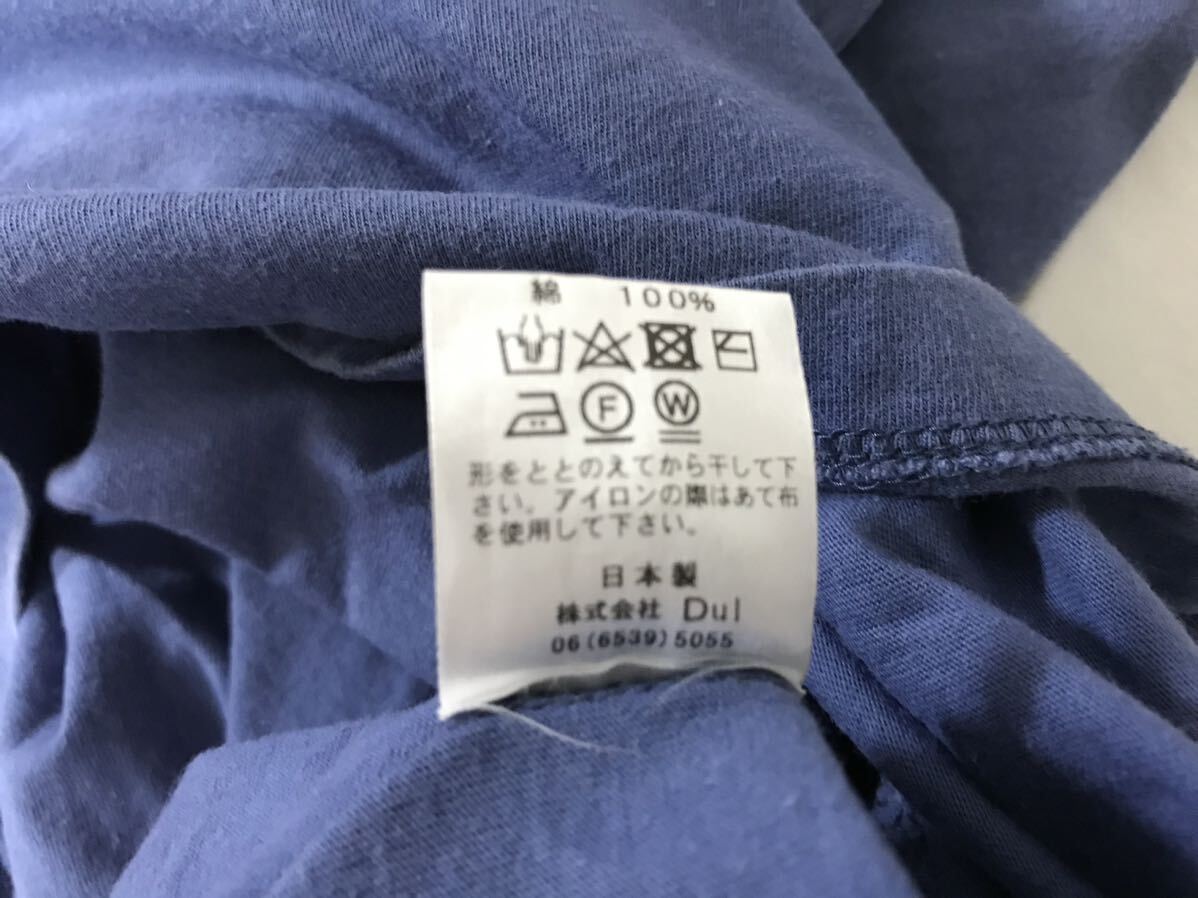 綿 100%
F W
形をととのえてから干して下
さい。アイロンの際はあて布
を使用して下さい。
日本製
株式会社 Dul
06(6539)5055